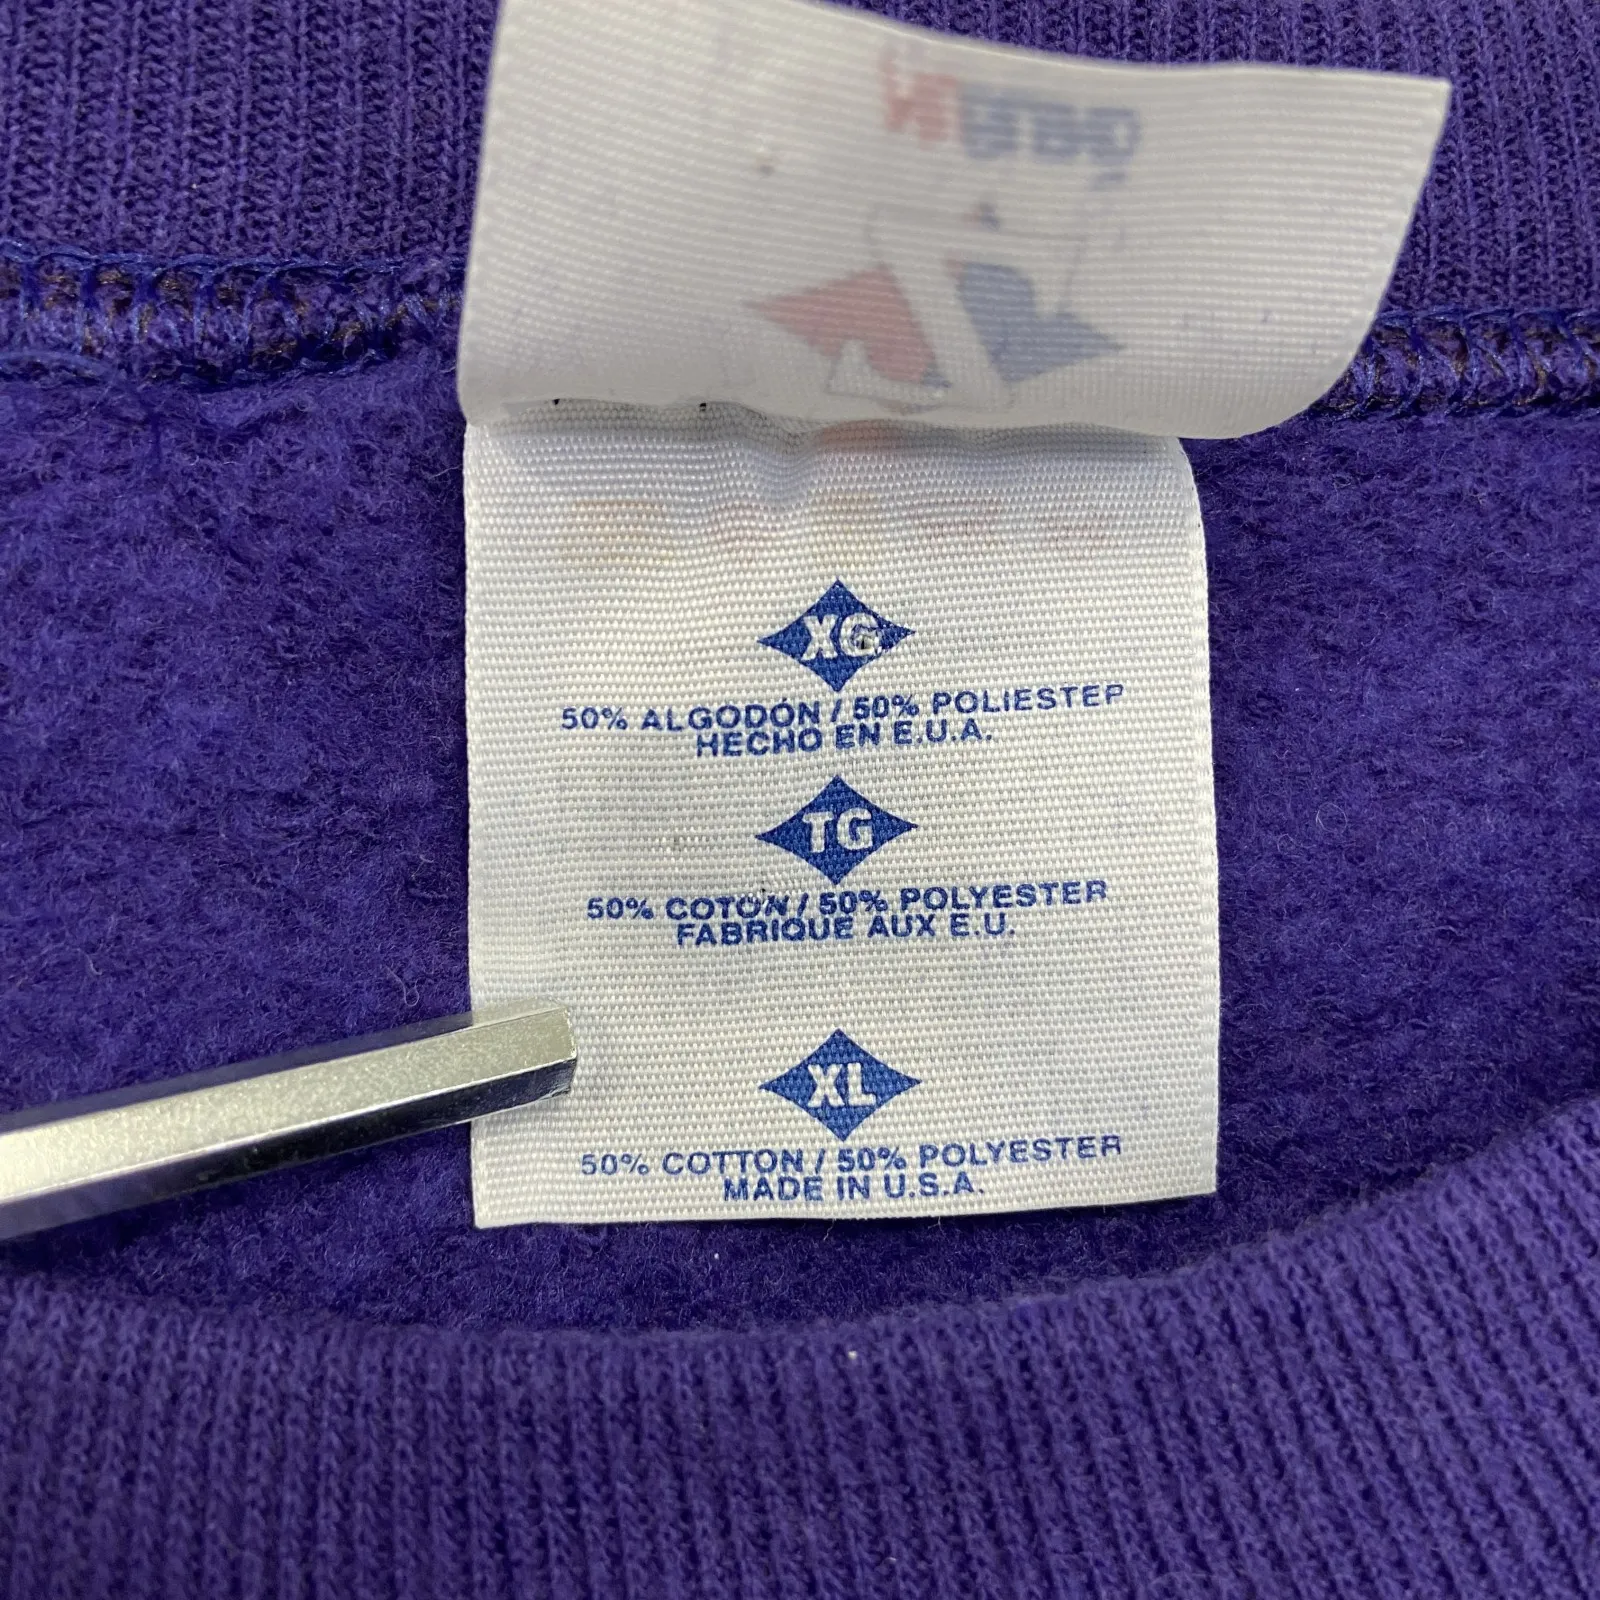 XG
50% ALGODÓN / 50% POLIESTER
HECHO EN E.U.A.
TG
50% COTON / 50% POLYESTER
FABRIQUE AUX E.U.
XL
50% COTTON / 50% POLYESTER
MADE IN U.S.A.